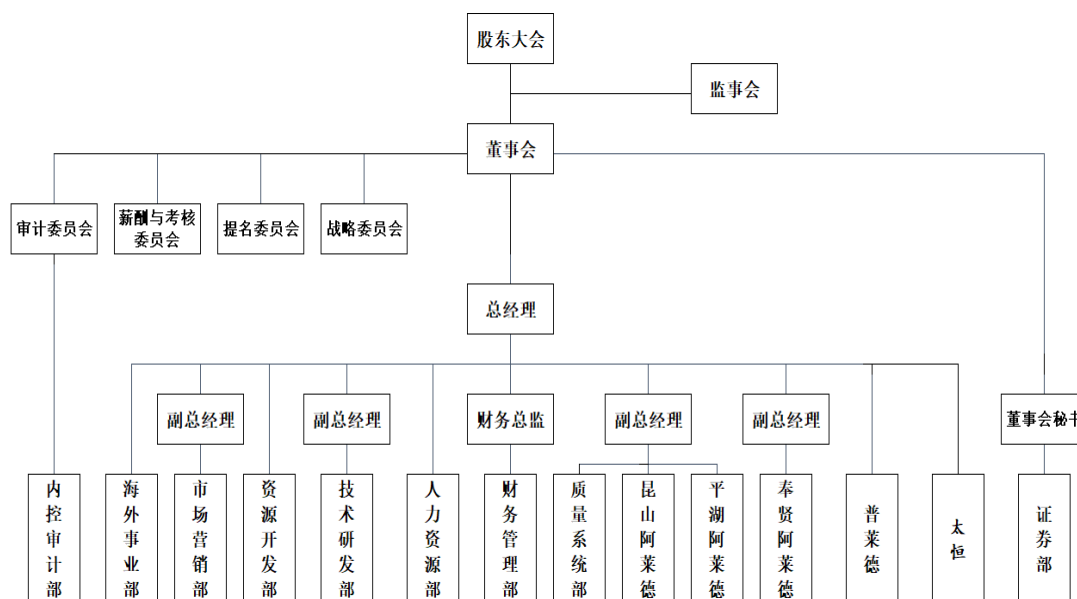 股东大会
监事会
董事会
审计委员会
薪酬与考核
委员会
提名委员会
战略委员会
总经理
副总经理
副总经理
财务总监
副总经理
副总经理
董事会秘书
内控审计部
海外事业部
市场营销部
资源开发部
技术研发部
人力资源部
财务管理部
质量系统部
昆山阿莱德
平湖阿莱德
奉贤阿莱德
普莱德
太恒
证券部